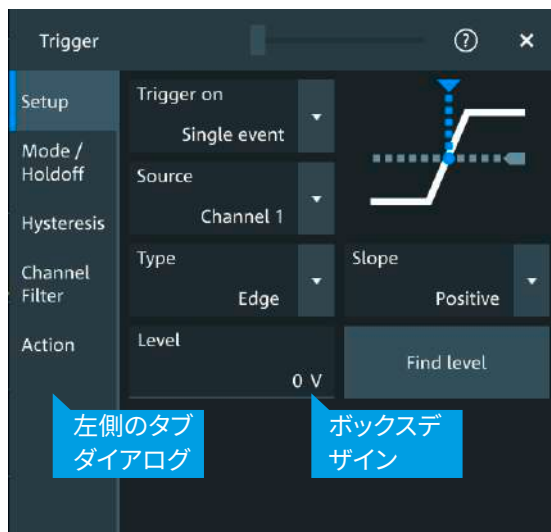 Trigger
?
×
Setup
Mode /
Holdoff
Hysteresis
Channel
Filter
Action
Trigger on
Single event
Source
Channel 1
Type
Edge
Slope
Positive
Level
0 V
Find level
左側のタブ
ダイアログ
ボックスデ
ザイン